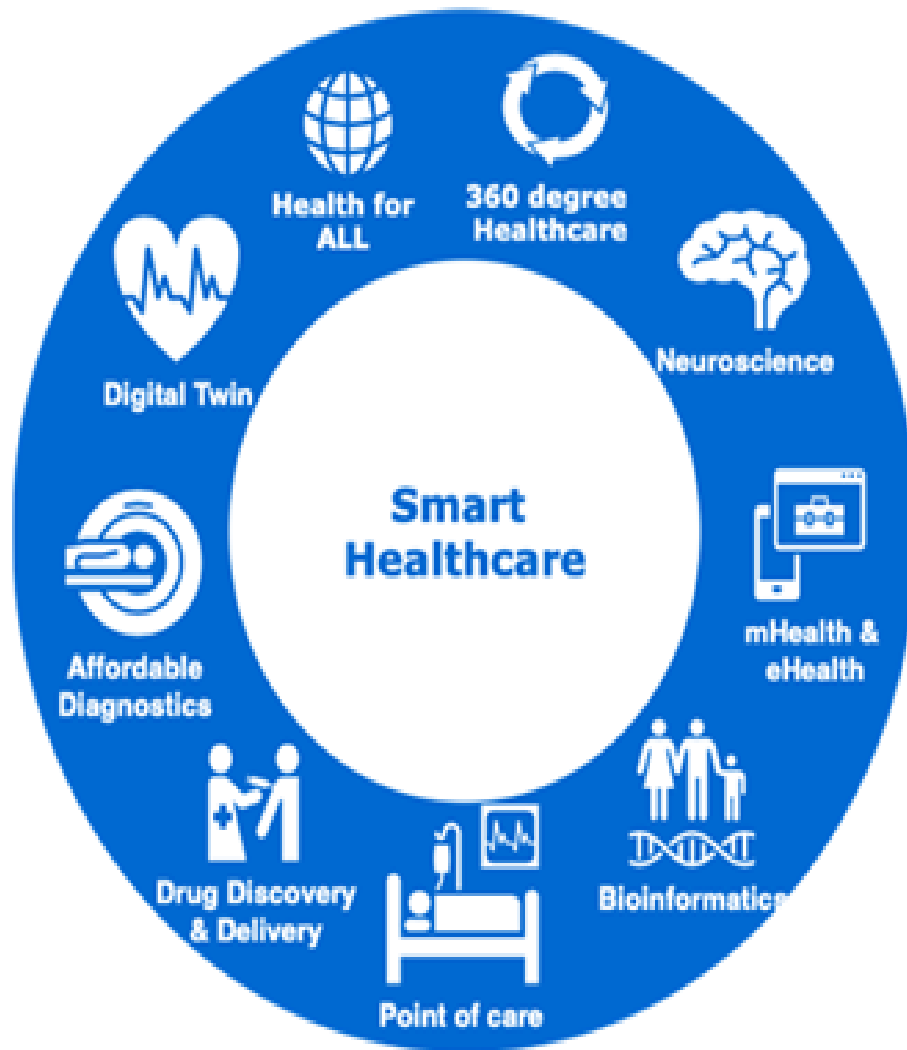 Health for
ALL
360 degree
Healthcare
Neuroscience
Digital Twin
Smart
Healthcare
mHealth &
eHealth
Affordable
Diagnostics
Bioinformatics
Drug Discovery
& Delivery
Point of care